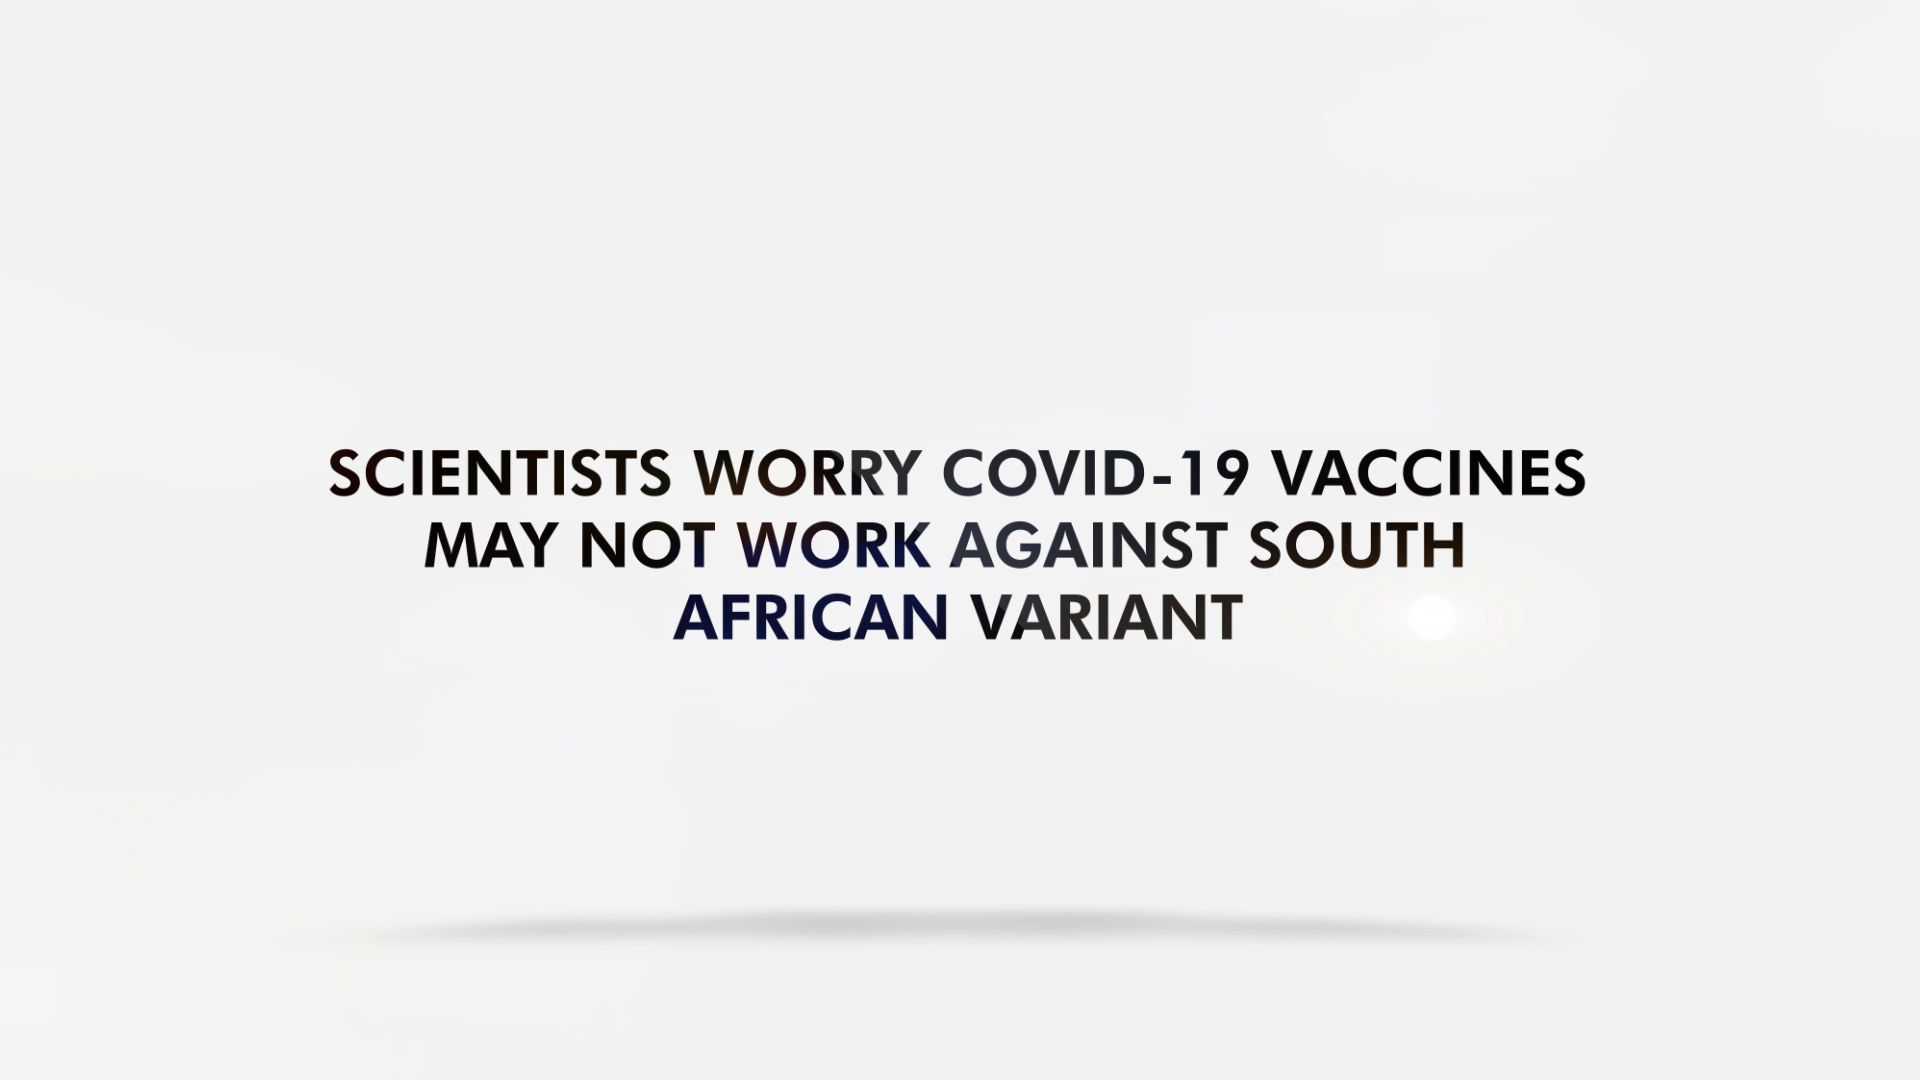 SCIENTISTS WORRY COVID-19 VACCINES
MAY NOT WORK AGAINST SOUTH
AFRICAN VARIANT